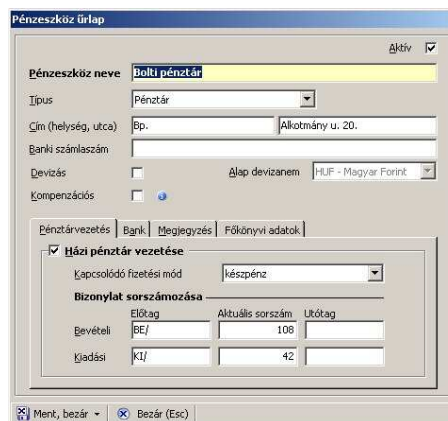 Pénzeszköz űrlap
Aktív
Pénzeszköz neve Bolti pénztár
Típus Pénztár
Cím (helység, utca) Bp. Alkotmány u. 20.
Banki számlaszám
Devizás Alap devizanem HUF - Magyar Forint
Kompenzációs
Pénztárvezetés Bank Megjegyzés Főkönyvi adatok
Házi pénztár vezetése
Kapcsolódó fizetési mód készpénz
Bizonylat sorszámozása
Előtag Aktuális sorszám Utótag
Bevételi BE/ 108
Kiadási KI/ 42
Ment, bezár Bezár (Esc)